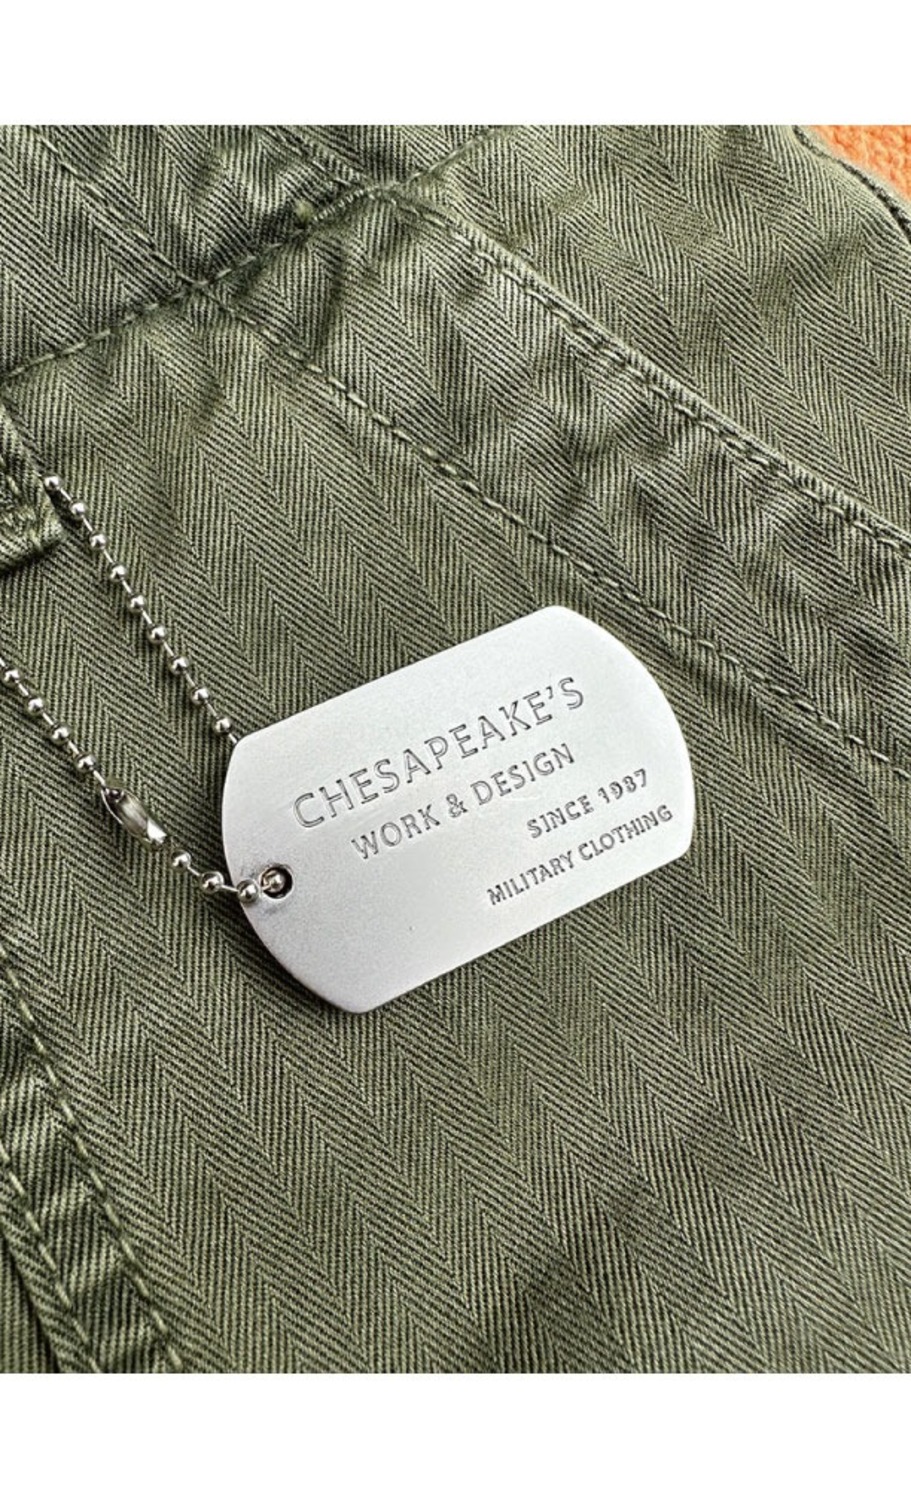 CHESAPEAKE'S
WORK & DESIGN
SINCE 1987
MILITARY CLOTHING